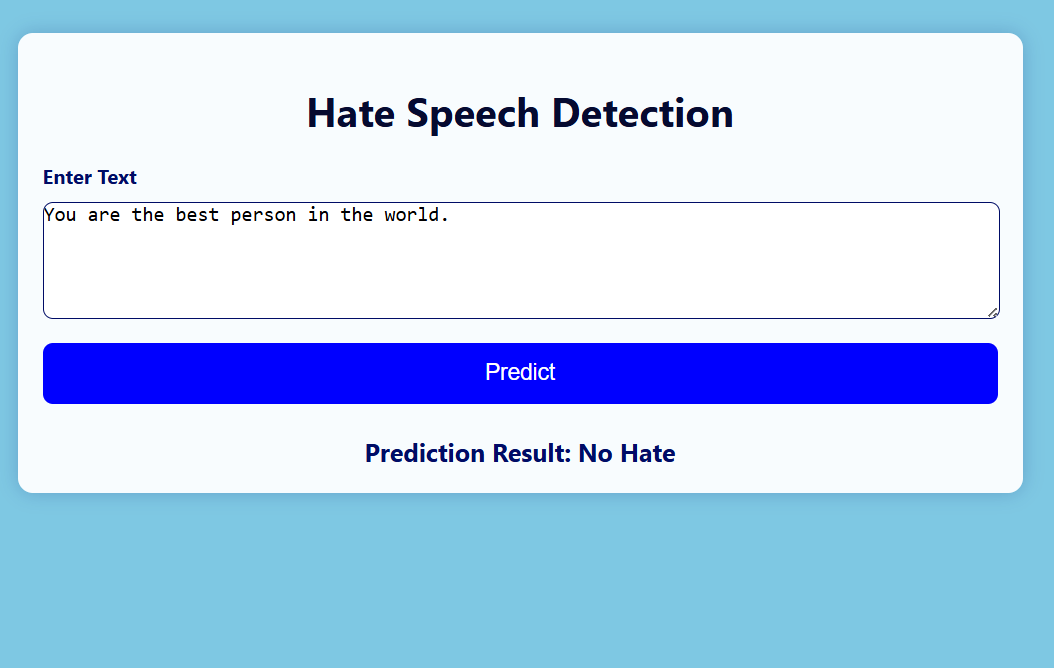 Hate Speech Detection
Enter Text
You are the best person in the world.
Predict
Prediction Result: No Hate